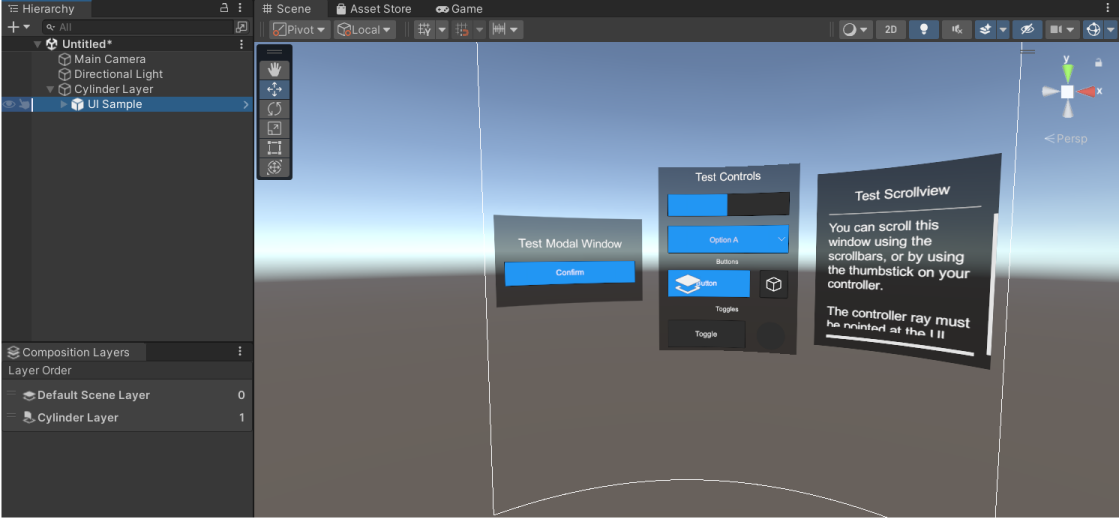 Hierarchy
All
Untitled*
Main Camera
Directional Light
Cylinder Layer
UI Sample
Composition Layers
Layer Order
Default Scene Layer 0
Cylinder Layer 1
Scene
Asset Store
Game
Pivot
Local
2D
y
x
Persp
Test Modal Window
Confirm
Test Controls
Option A
Buttons
Toggles
Toggle
Test Scrollview
You can scroll this
window using the
scrollbars, or by using
the thumbstick on your
controller.
The controller ray must
be pointed at the UI